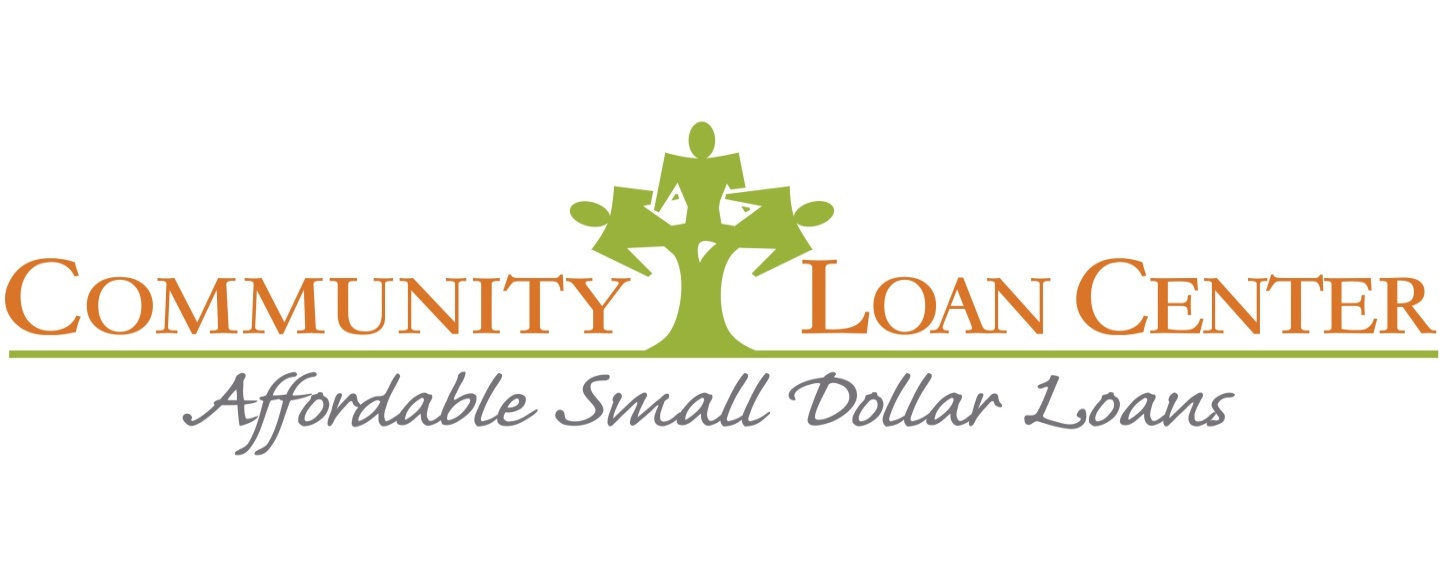 COMMUNITY LOAN CENTER
Affordable Small Dollar Loans